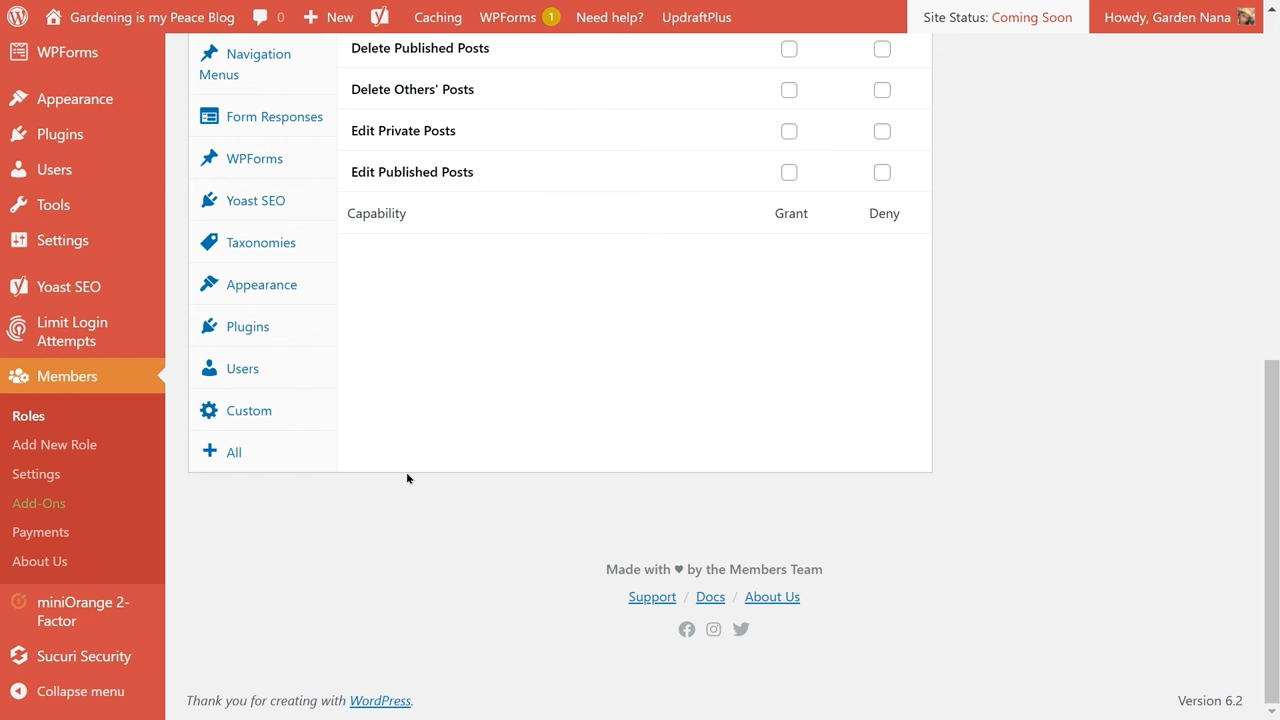 Gardening is my Peace Blog 0 New Caching WPForms 1 Need help? UpdraftPlus Site Status: Coming Soon Howdy, Garden Nana
WPForms
Appearance
Plugins
Users
Tools
Settings
Yoast SEO
Limit Login
Attempts
Members
Roles
Add New Role
Settings
Add-Ons
Payments
About Us
miniOrange 2-
Factor
Sucuri Security
Collapse menu
Navigation
Menus
Form Responses
WPForms
Yoast SEO
Taxonomies
Appearance
Plugins
Users
Custom
All
Delete Published Posts
Delete Others' Posts
Edit Private Posts
Edit Published Posts
Capability Grant Deny
Made with ♥ by the Members Team
Support / Docs / About Us
Thank you for creating with WordPress.
Version 6.2